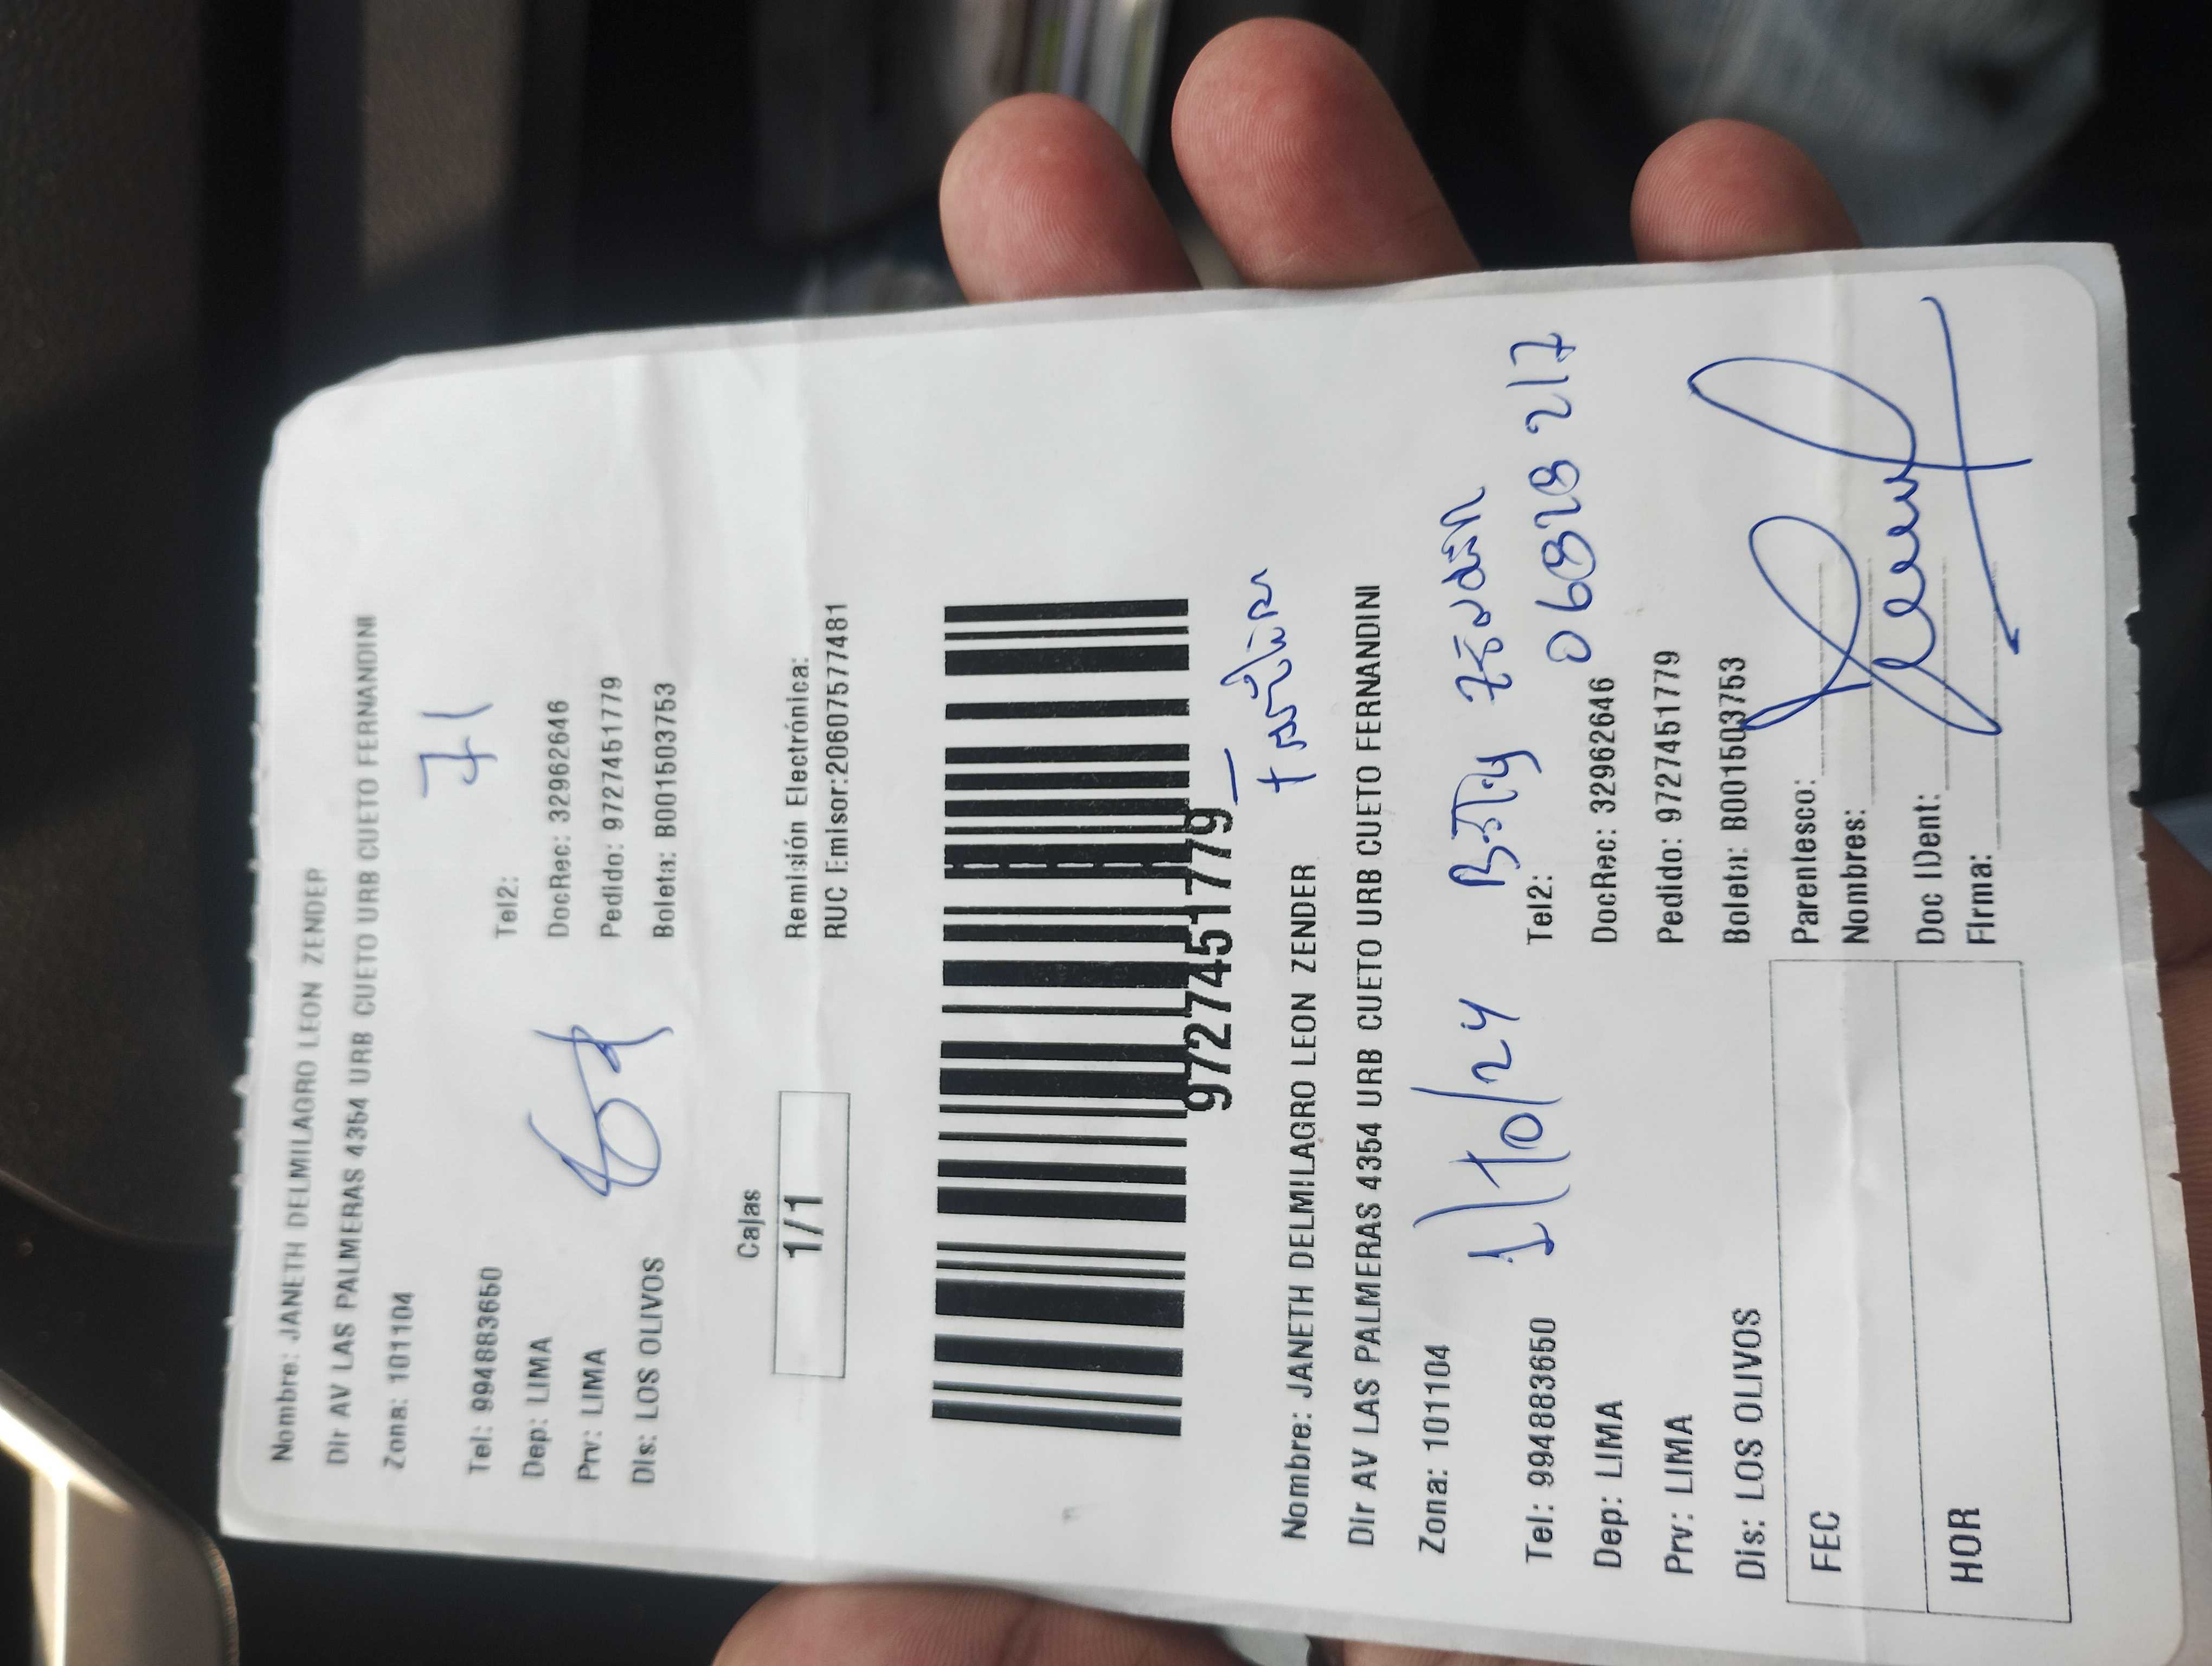 Nombre: JANETH DELMILAGRO LEON ZENDER
Dir AV LAS PALMERAS 4354 URB CUETO URB CUETO FERNANDINI
Zona: 101104
71
Tel: 994883650 Tel2:
Dep: LIMA DocRec: 32962646
Prv: LIMA Pedido: 9727451779
Dis: LOS OLIVOS Boleta: B001503753
Cajas
1/1
Remisión Electrónica:
RUC Emisor:20607577481
9727451779
Nombre: JANETH DELMILAGRO LEON ZENDER
Dir AV LAS PALMERAS 4354 URB CUETO URB CUETO FERNANDINI
Zona: 101104
1/10/24
06828217
Tel: 994883650 Tel2:
Dep: LIMA DocRec: 32962646
Prv: LIMA Pedido: 9727451779
Dis: LOS OLIVOS Boleta: B001503753
FEC
HOR
Parentesco:
Nombres:
Doc IDent:
Firma: